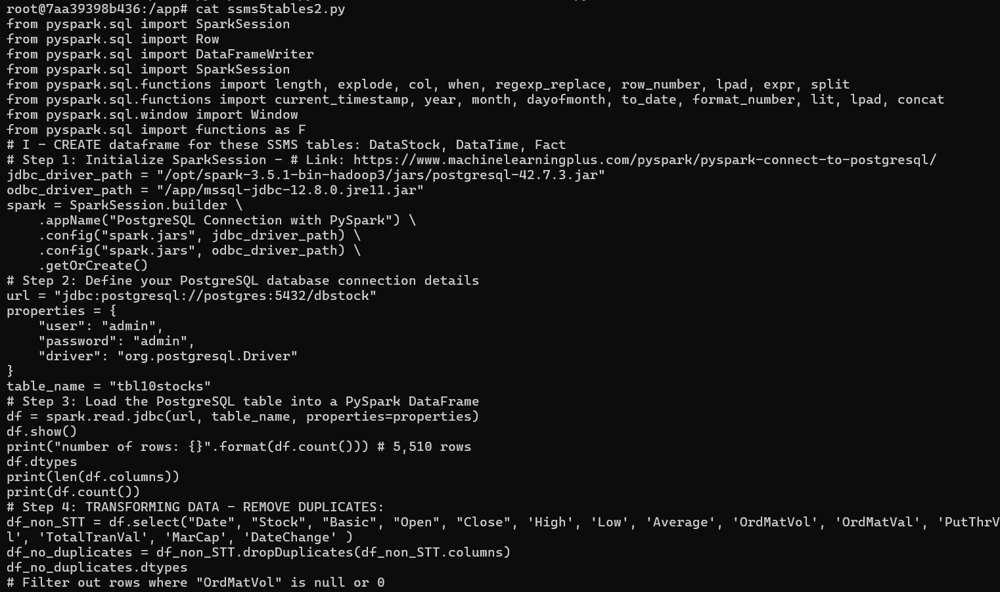 root@7aa39398b436:/app# cat ssms5tables2.py
from pyspark.sql import SparkSession
from pyspark.sql import Row
from pyspark.sql import DataFrameWriter
from pyspark.sql import SparkSession
from pyspark.sql.functions import length, explode, col, when, regexp_replace, row_number, lpad, expr, split
from pyspark.sql.functions import current_timestamp, year, month, dayofmonth, to_date, format_number, lit, lpad, concat
from pyspark.sql.window import Window
from pyspark.sql import functions as F
# I - CREATE dataframe for these SSMS tables: DataStock, DataTime, Fact
# Step 1: Initialize SparkSession - # Link: https://www.machinelearningplus.com/pyspark/pyspark-connect-to-postgresql/
jdbc_driver_path = "/opt/spark-3.5.1-bin-hadoop3/jars/postgresql-42.7.3.jar"
odbc_driver_path = "/app/mssql-jdbc-12.8.0.jre11.jar"
spark = SparkSession.builder \
    .appName("PostgreSQL Connection with PySpark") \
    .config("spark.jars", jdbc_driver_path) \
    .config("spark.jars", odbc_driver_path) \
    .getOrCreate()
# Step 2: Define your PostgreSQL database connection details
url = "jdbc:postgresql://postgres:5432/dbstock"
properties = {
    "user": "admin",
    "password": "admin",
    "driver": "org.postgresql.Driver"
}
table_name = "tbl10stocks"
# Step 3: Load the PostgreSQL table into a PySpark DataFrame
df = spark.read.jdbc(url, table_name, properties=properties)
df.show()
print("number of rows: {}".format(df.count())) # 5,510 rows
df.dtypes
print(len(df.columns))
print(df.count())
# Step 4: TRANSFORMING DATA - REMOVE DUPLICATES:
df_non_STT = df.select("Date", "Stock", "Basic", "Open", "Close", 'High', 'Low', 'Average', 'OrdMatVol', 'OrdMatVal', 'PutThrV
l', 'TotalTranVal', 'MarCap', 'DateChange' )
df_no_duplicates = df_non_STT.dropDuplicates(df_non_STT.columns)
df_no_duplicates.dtypes
# Filter out rows where "OrdMatVol" is null or 0